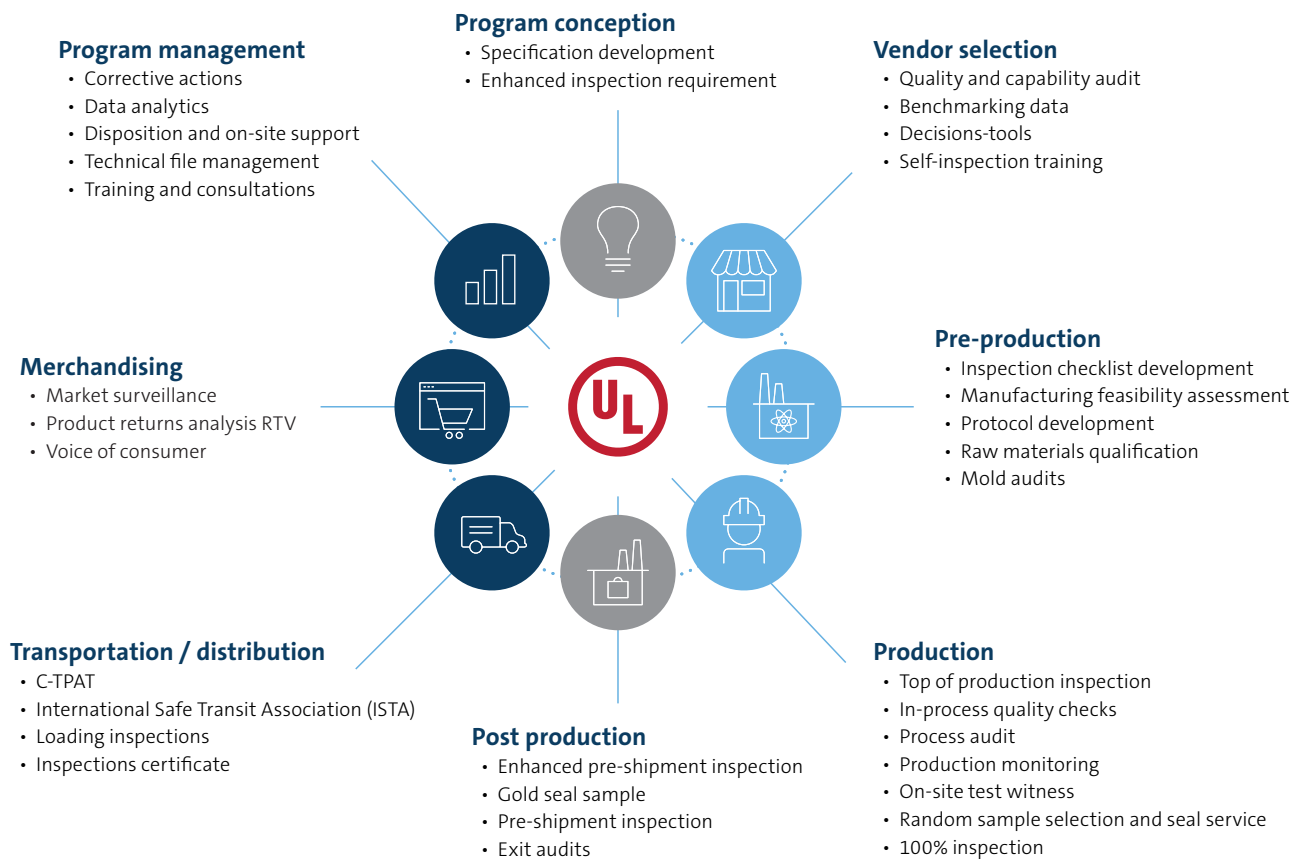 Program conception
• Specification development
• Enhanced inspection requirement
Vendor selection
• Quality and capability audit
• Benchmarking data
• Decisions-tools
• Self-inspection training
Pre-production
• Inspection checklist development
• Manufacturing feasibility assessment
• Protocol development
• Raw materials qualification
• Mold audits
Production
• Top of production inspection
• In-process quality checks
• Process audit
• Production monitoring
• On-site test witness
• Random sample selection and seal service
• 100% inspection
Post production
• Enhanced pre-shipment inspection
• Gold seal sample
• Pre-shipment inspection
• Exit audits
Transportation / distribution
• C-TPAT
• International Safe Transit Association (ISTA)
• Loading inspections
• Inspections certificate
Merchandising
• Market surveillance
• Product returns analysis RTV
• Voice of consumer
Program management
• Corrective actions
• Data analytics
• Disposition and on-site support
• Technical file management
• Training and consultations
UL